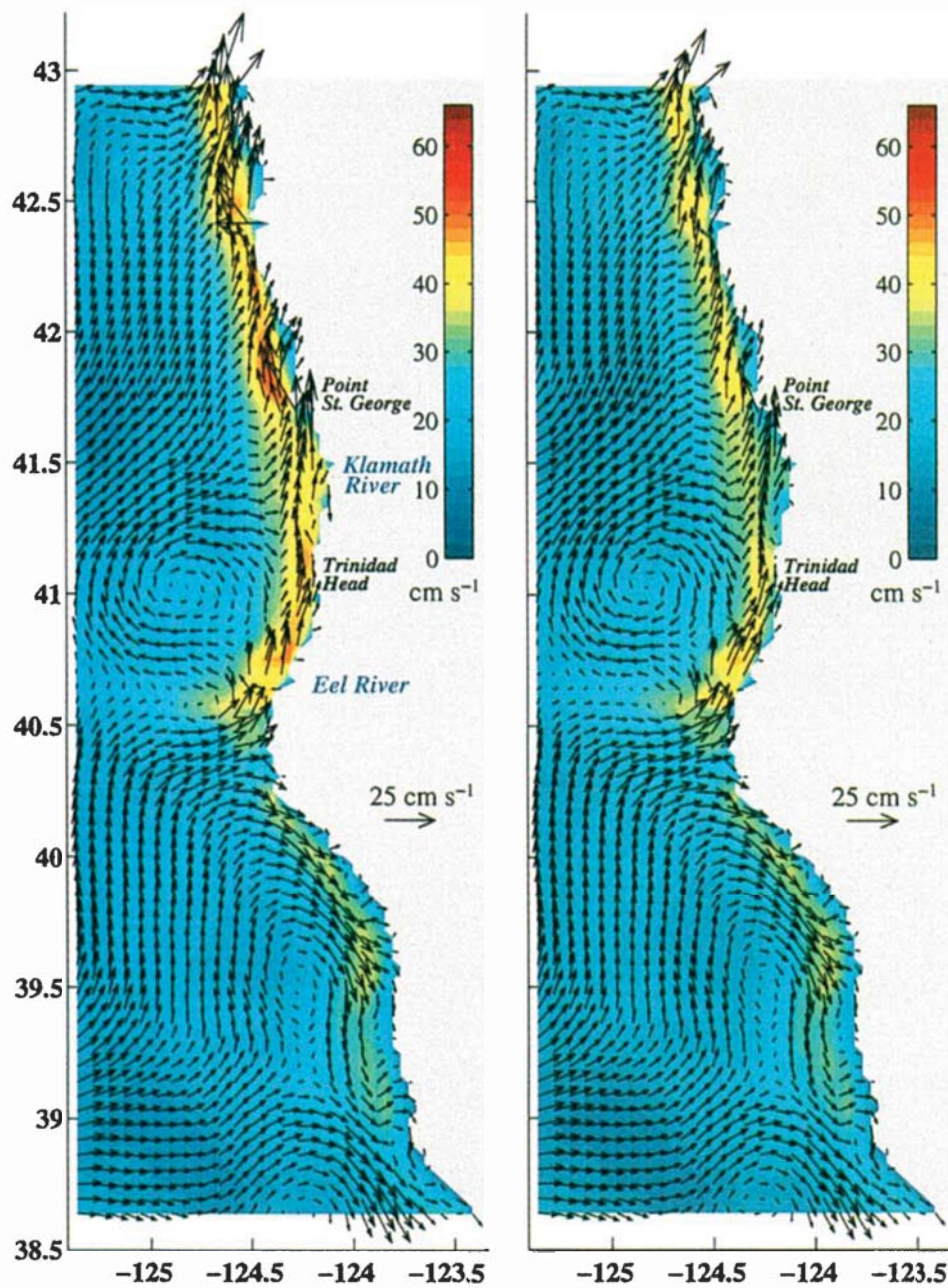 43
42.5
42
41.5
41
40.5
40
39.5
39
38.5
-125
-124.5
-124
-123.5
60
50
40
30
20
10
0
cm s⁻¹
Point
St. George
Klamath
River
Trinidad
Head
Eel River
25 cm s⁻¹
-125
-124.5
-124
-123.5
60
50
40
30
20
10
0
cm s⁻¹
Point
St. George
Trinidad
Head
25 cm s⁻¹